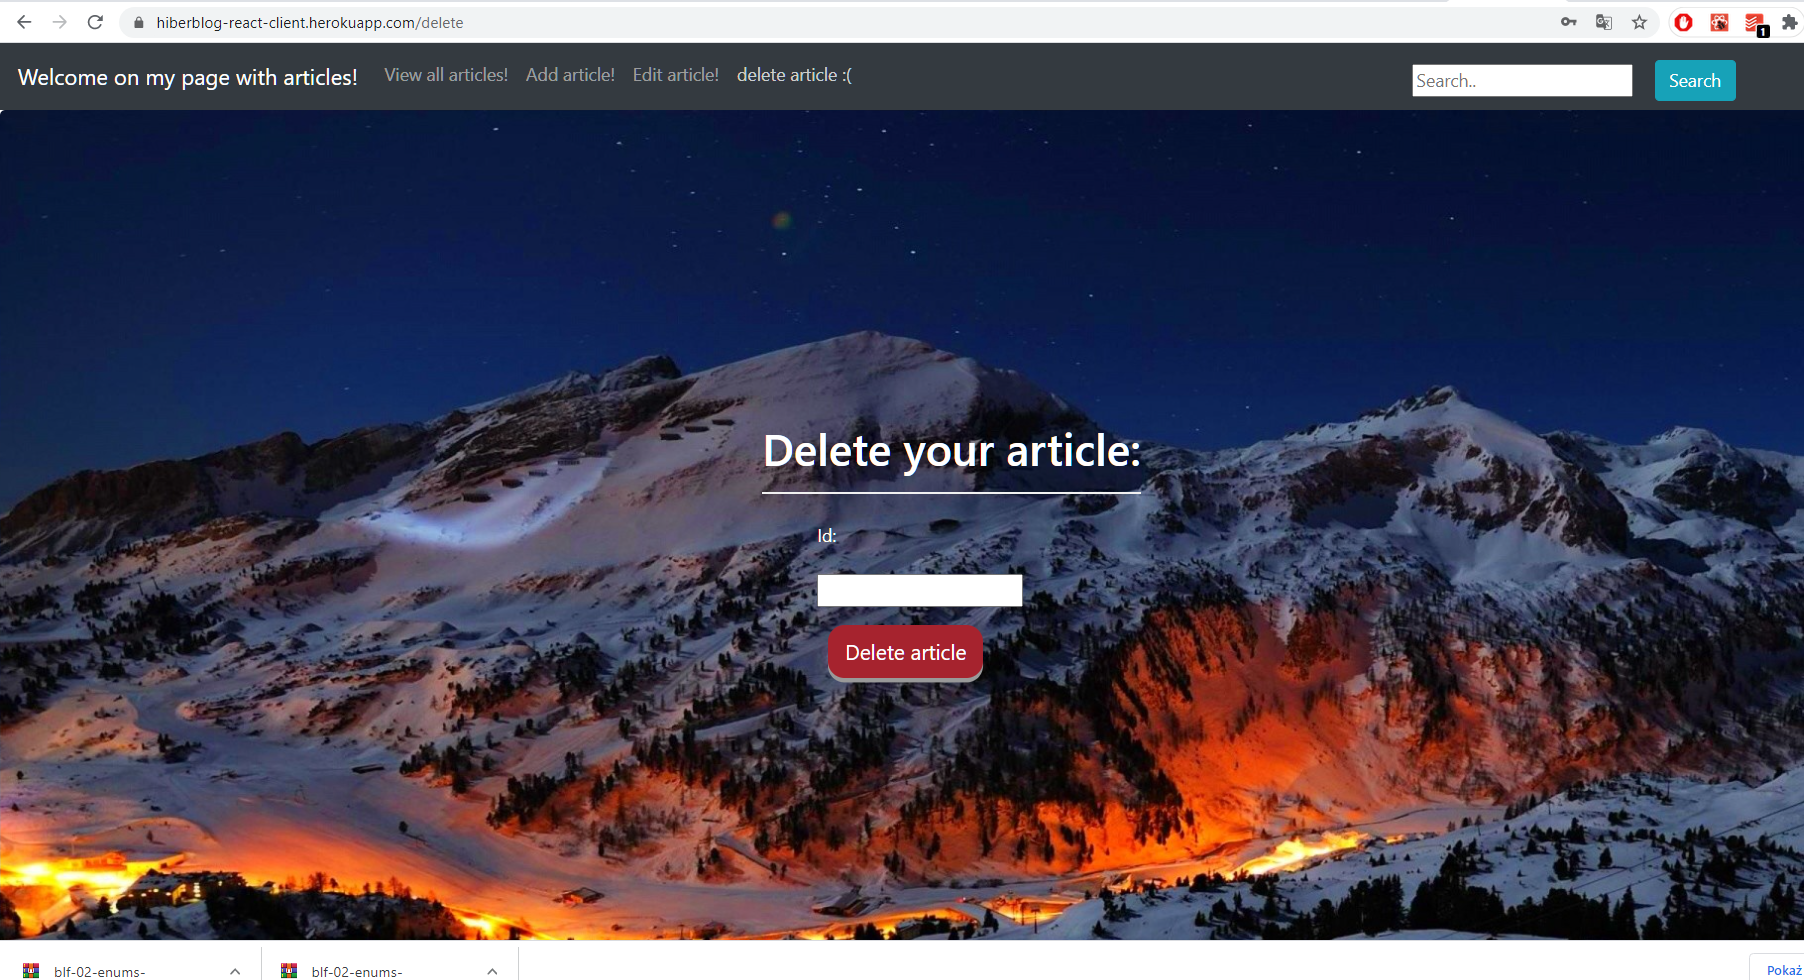 hiberblog-react-client.herokuapp.com/delete
1
Welcome on my page with articles! View all articles! Add article! Edit article! delete article :( Search.. Search
Delete your article:
Id:
Delete article
blf-02-enums- blf-02-enums- Pokaż